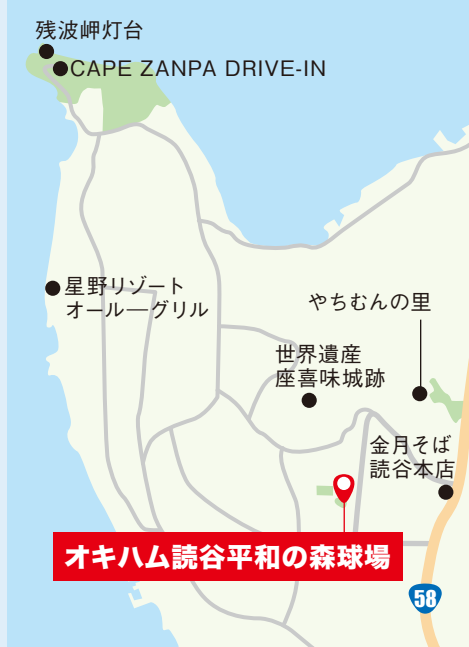 残波岬灯台
CAPE ZANPA DRIVE-IN
星野リゾート
オール―グリル
やちむんの里
世界遺産
座喜味城跡
金月そば
読谷本店
オキハム読谷平和の森球場
58